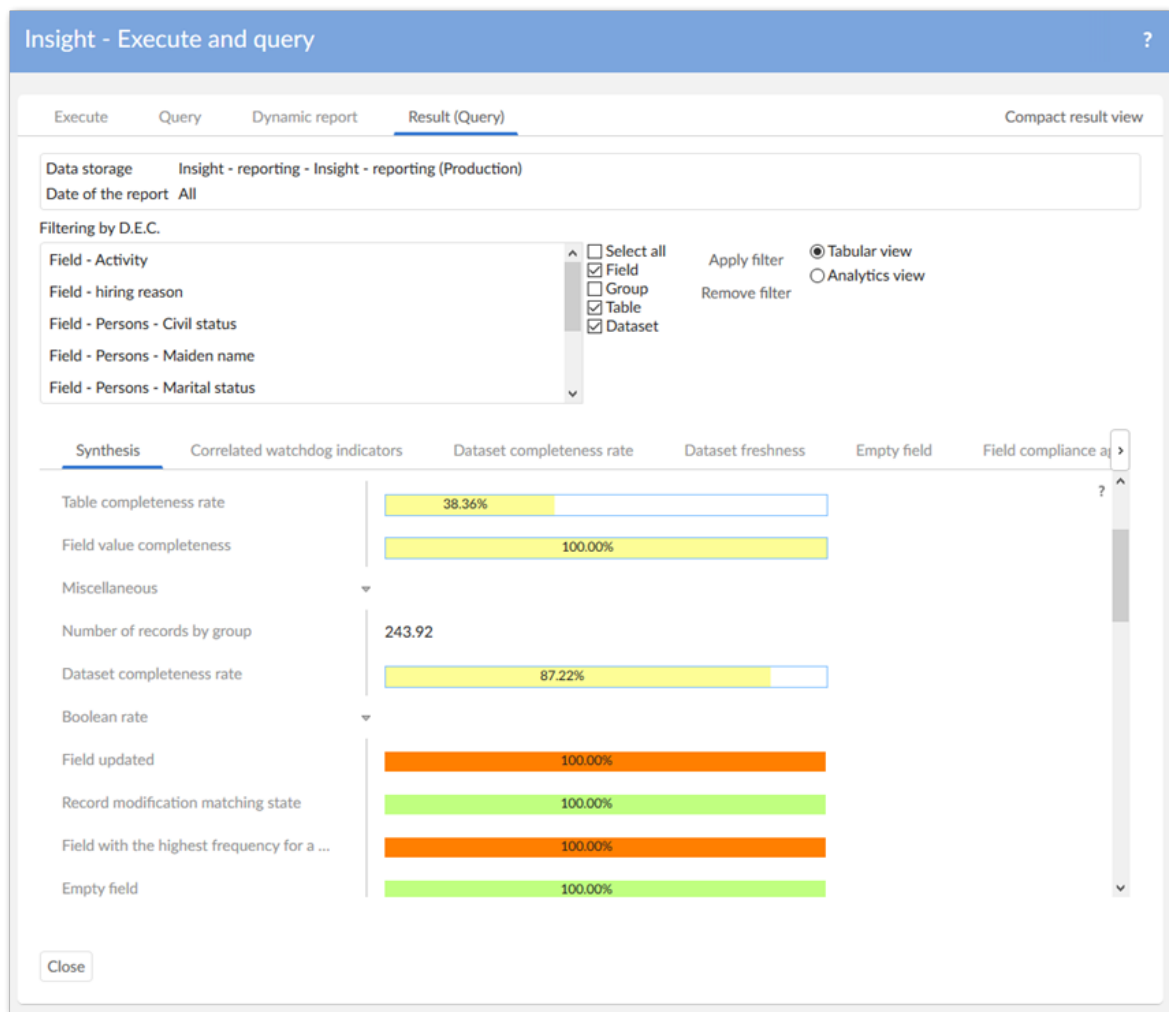 Insight - Execute and query ?
Execute Query Dynamic report Result (Query) Compact result view
Data storage Insight - reporting - Insight - reporting (Production)
Date of the report All
Filtering by D.E.C.
Field - Activity
Field - hiring reason
Field - Persons - Civil status
Field - Persons - Maiden name
Field - Persons - Marital status
Select all
Field
Group
Table
Dataset
Apply filter
Remove filter
Tabular view
Analytics view
Synthesis Correlated watchdog indicators Dataset completeness rate Dataset freshness Empty field Field compliance
?
Table completeness rate 38.36%
Field value completeness 100.00%
Miscellaneous
Number of records by group 243.92
Dataset completeness rate 87.22%
Boolean rate
Field updated 100.00%
Record modification matching state 100.00%
Field with the highest frequency for a ... 100.00%
Empty field 100.00%
Close